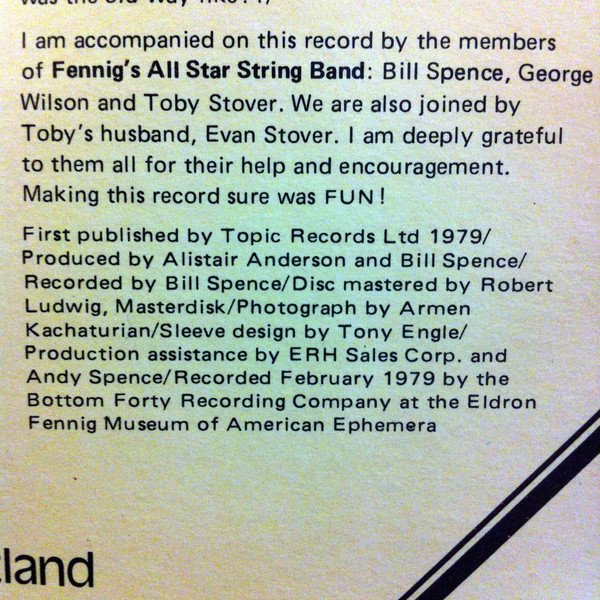 I am accompanied on this record by the members
of Fennig's All Star String Band: Bill Spence, George
Wilson and Toby Stover. We are also joined by
Toby's husband, Evan Stover. I am deeply grateful
to them all for their help and encouragement.
Making this record sure was FUN!
First published by Topic Records Ltd 1979/
Produced by Alistair Anderson and Bill Spence/
Recorded by Bill Spence/Disc mastered by Robert
Ludwig, Masterdisk/Photograph by Armen
Kachaturian/Sleeve design by Tony Engle/
Production assistance by ERH Sales Corp. and
Andy Spence/Recorded February 1979 by the
Bottom Forty Recording Company at the Eldron
Fennig Museum of American Ephemera
land